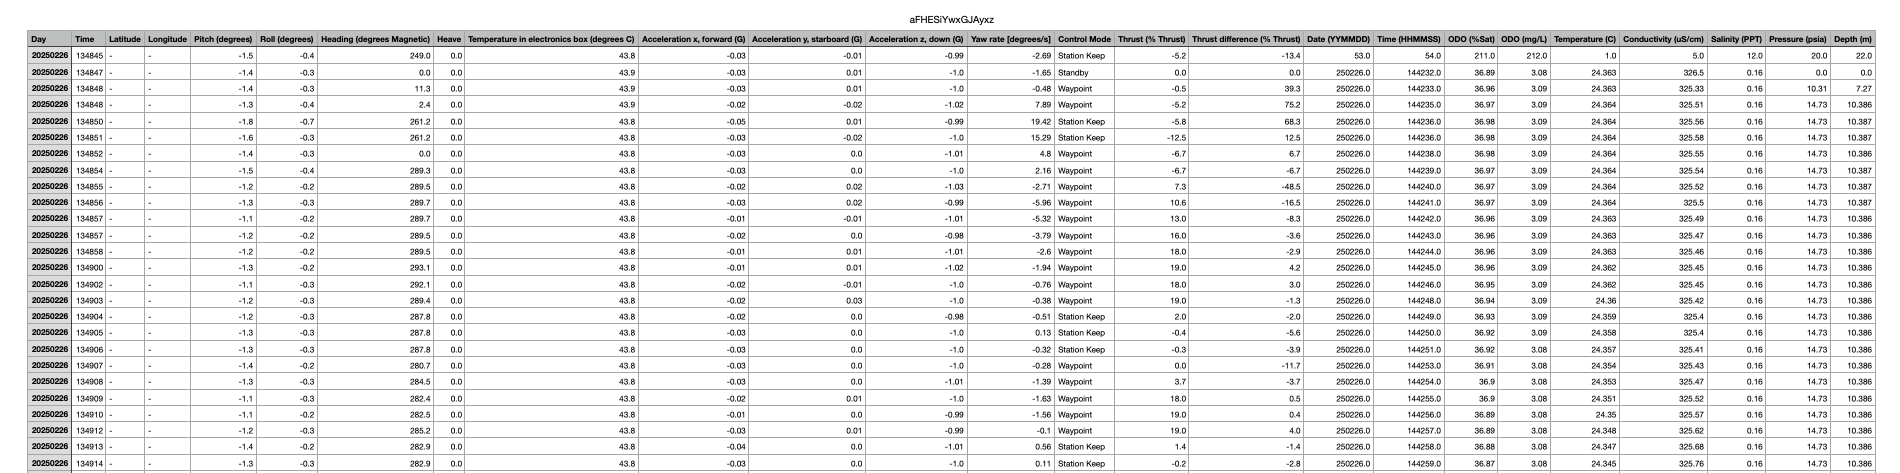 aFHESiYwxGJAyxz
Day Time Latitude Longitude Pitch (degrees) Roll (degrees) Heading (degrees Magnetic) Heave Temperature in electronics box (degrees C) Acceleration x, forward (G) Acceleration y, starboard (G) Acceleration z, down (G) Yaw rate [degrees/s] Control Mode Thrust (% Thrust) Thrust difference (% Thrust) Date (YYMMDD) Time (HHMMSS) ODO (%Sat) ODO (mg/L) Temperature (C) Conductivity (uS/cm) Salinity (PPT) Pressure (psia) Depth (m)
20250226 134845 - - -1.5 -0.4 249.0 0.0 43.8 -0.03 -0.01 -0.99 -2.69 Station Keep -5.2 -13.4 53.0 54.0 211.0 212.0 1.0 5.0 12.0 20.0 22.0
20250226 134847 - - -1.4 -0.3 0.0 0.0 43.9 -0.03 0.01 -1.0 -1.65 Standby 0.0 0.0 250226.0 144232.0 36.89 3.08 24.363 326.5 0.16 0.0 0.0
20250226 134848 - - -1.4 -0.3 11.3 0.0 43.9 -0.03 0.01 -1.0 -0.48 Waypoint -0.5 39.3 250226.0 144233.0 36.96 3.09 24.363 325.33 0.16 10.31 7.27
20250226 134848 - - -1.3 -0.4 2.4 0.0 43.9 -0.02 -0.02 -1.02 7.89 Waypoint -5.2 75.2 250226.0 144235.0 36.97 3.09 24.364 325.51 0.16 14.73 10.386
20250226 134850 - - -1.8 -0.7 261.2 0.0 43.8 -0.05 0.01 -0.99 19.42 Station Keep -5.8 68.3 250226.0 144236.0 36.98 3.09 24.364 325.56 0.16 14.73 10.387
20250226 134851 - - -1.6 -0.3 261.2 0.0 43.8 -0.03 -0.02 -1.0 15.29 Station Keep -12.5 12.5 250226.0 144236.0 36.98 3.09 24.364 325.58 0.16 14.73 10.386
20250226 134852 - - -1.4 -0.3 0.0 0.0 43.8 -0.03 0.0 -1.01 4.8 Waypoint -6.7 6.7 250226.0 144238.0 36.98 3.09 24.364 325.55 0.16 14.73 10.386
20250226 134854 - - -1.5 -0.4 289.3 0.0 43.8 -0.03 0.0 -1.0 2.16 Waypoint -6.7 -6.7 250226.0 144239.0 36.97 3.09 24.364 325.54 0.16 14.73 10.387
20250226 134855 - - -1.2 -0.2 289.5 0.0 43.8 -0.02 0.02 -1.03 -2.71 Waypoint 7.3 -48.5 250226.0 144240.0 36.97 3.09 24.364 325.52 0.16 14.73 10.387
20250226 134856 - - -1.3 -0.3 289.7 0.0 43.8 -0.03 0.02 -0.99 -5.96 Waypoint 10.6 -16.5 250226.0 144241.0 36.97 3.09 24.364 325.5 0.16 14.73 10.387
20250226 134857 - - -1.1 -0.2 289.7 0.0 43.8 -0.01 -0.01 -1.01 -5.32 Waypoint 13.0 -8.3 250226.0 144242.0 36.96 3.09 24.363 325.49 0.16 14.73 10.386
20250226 134857 - - -1.2 -0.2 289.5 0.0 43.8 -0.02 0.0 -0.98 -3.79 Waypoint 16.0 -3.6 250226.0 144243.0 36.96 3.09 24.363 325.47 0.16 14.73 10.386
20250226 134858 - - -1.2 -0.2 289.5 0.0 43.8 -0.01 0.01 -1.01 -2.6 Waypoint 18.0 -2.9 250226.0 144244.0 36.96 3.09 24.363 325.46 0.16 14.73 10.386
20250226 134900 - - -1.3 -0.2 293.1 0.0 43.8 -0.01 0.01 -1.02 -1.94 Waypoint 19.0 4.2 250226.0 144245.0 36.96 3.09 24.362 325.45 0.16 14.73 10.386
20250226 134902 - - -1.1 -0.3 292.1 0.0 43.8 -0.02 -0.01 -1.0 -0.76 Waypoint 18.0 3.0 250226.0 144246.0 36.95 3.09 24.362 325.45 0.16 14.73 10.386
20250226 134903 - - -1.2 -0.3 289.4 0.0 43.8 -0.02 0.03 -1.0 -0.38 Waypoint 19.0 -1.3 250226.0 144248.0 36.94 3.09 24.36 325.42 0.16 14.73 10.386
20250226 134904 - - -1.2 -0.3 287.8 0.0 43.8 -0.02 0.0 -0.98 -0.51 Station Keep 2.0 -2.0 250226.0 144249.0 36.93 3.09 24.359 325.4 0.16 14.73 10.386
20250226 134905 - - -1.3 -0.3 287.8 0.0 43.8 -0.03 0.0 -1.0 0.13 Station Keep -0.4 -5.6 250226.0 144250.0 36.92 3.09 24.358 325.4 0.16 14.73 10.386
20250226 134906 - - -1.3 -0.3 287.8 0.0 43.8 -0.03 0.0 -1.0 -0.32 Station Keep -0.3 -3.9 250226.0 144251.0 36.92 3.08 24.357 325.41 0.16 14.73 10.386
20250226 134907 - - -1.4 -0.2 280.7 0.0 43.8 -0.03 0.0 -1.0 -0.28 Waypoint 0.0 -11.7 250226.0 144253.0 36.91 3.08 24.354 325.43 0.16 14.73 10.386
20250226 134908 - - -1.3 -0.3 284.5 0.0 43.8 -0.03 0.0 -1.01 -1.39 Waypoint 3.7 -3.7 250226.0 144254.0 36.9 3.08 24.353 325.47 0.16 14.73 10.386
20250226 134909 - - -1.1 -0.3 282.4 0.0 43.8 -0.02 0.01 -1.0 -1.63 Waypoint 18.0 0.5 250226.0 144255.0 36.9 3.08 24.351 325.52 0.16 14.73 10.386
20250226 134910 - - -1.1 -0.2 282.5 0.0 43.8 -0.01 0.0 -0.99 -1.56 Waypoint 19.0 0.4 250226.0 144256.0 36.89 3.08 24.35 325.57 0.16 14.73 10.386
20250226 134912 - - -1.2 -0.3 285.2 0.0 43.8 -0.03 0.01 -0.99 -0.1 Waypoint 19.0 4.0 250226.0 144257.0 36.89 3.08 24.348 325.62 0.16 14.73 10.386
20250226 134913 - - -1.4 -0.2 282.9 0.0 43.8 -0.04 0.0 -1.01 0.56 Station Keep 1.4 -1.4 250226.0 144258.0 36.88 3.08 24.347 325.68 0.16 14.73 10.386
20250226 134914 - - -1.3 -0.3 282.9 0.0 43.8 -0.03 0.0 -1.0 0.11 Station Keep -0.2 -2.8 250226.0 144259.0 36.87 3.08 24.345 325.76 0.16 14.73 10.386